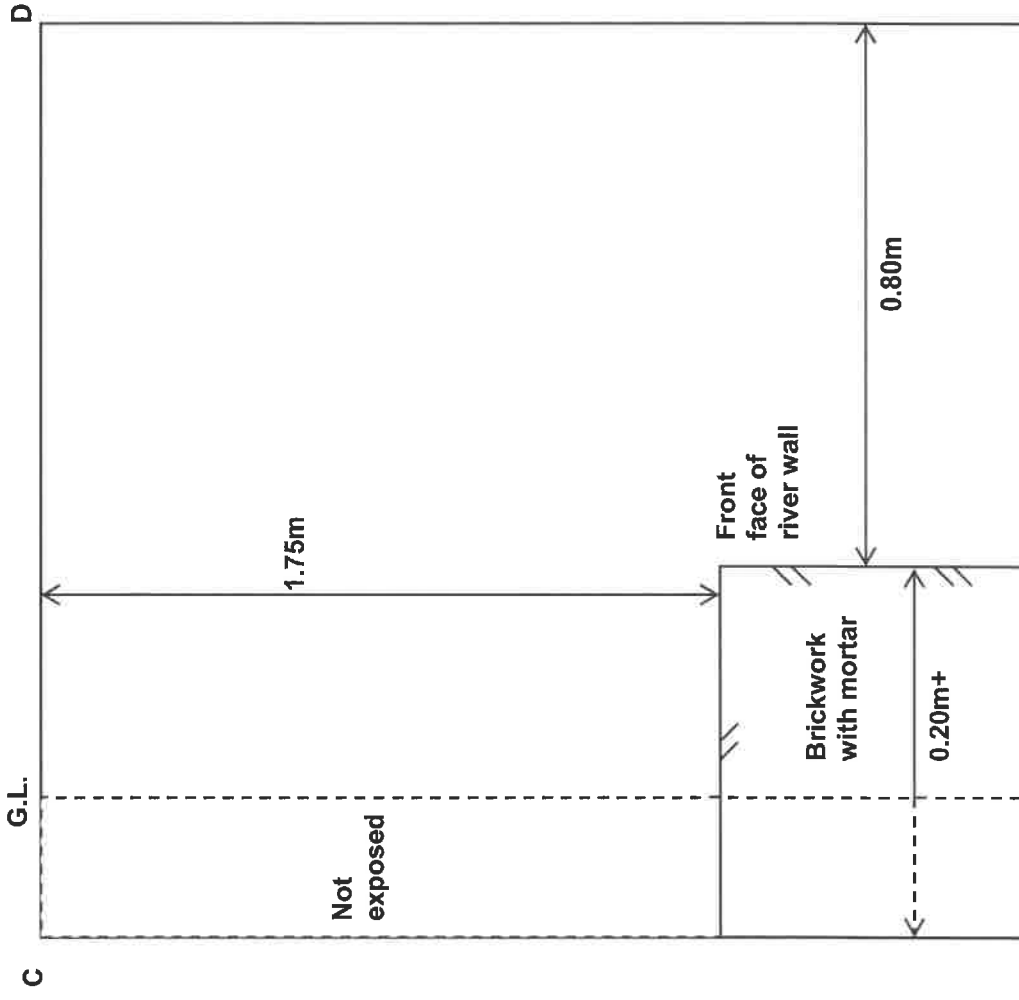 C
G.L.
D
Not
exposed
1.75m
Front
face of
river wall
Brickwork
with mortar
0.20m+
0.80m